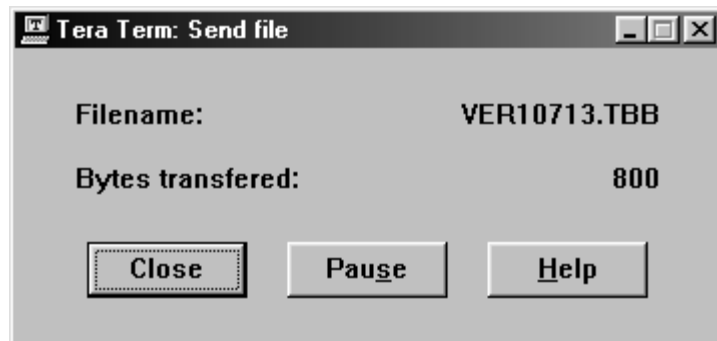 Tera Term: Send file
Filename: VER10713.TBB
Bytes transfered: 800
Close Pause Help